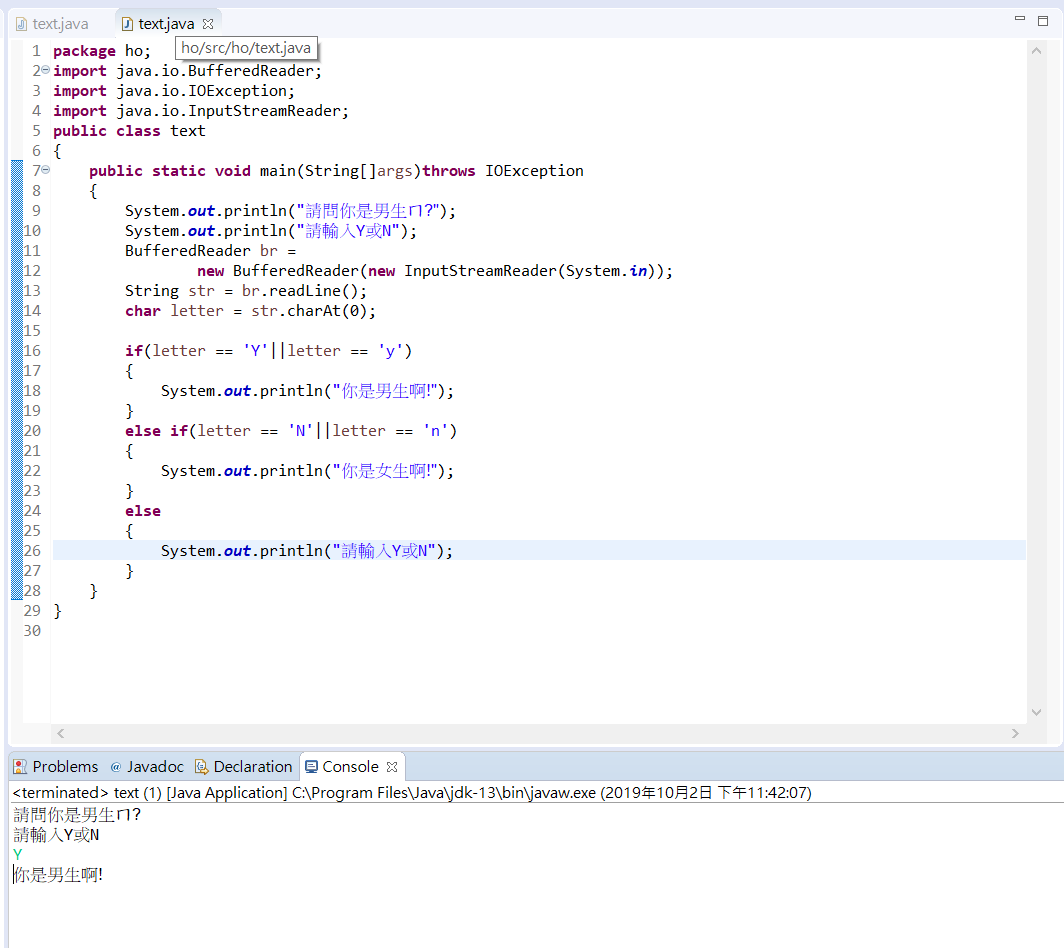 text.java text.java
ho/src/ho/text.java
1 package ho;
2 import java.io.BufferedReader;
3 import java.io.IOException;
4 import java.io.InputStreamReader;
5 public class text
6 {
7     public static void main(String[]args)throws IOException
8     {
9         System.out.println("請問你是男生ㄇ?");
10         System.out.println("請輸入Y或N");
11         BufferedReader br =
12                 new BufferedReader(new InputStreamReader(System.in));
13         String str = br.readLine();
14         char letter = str.charAt(0);
15
16         if(letter == 'Y'||letter == 'y')
17         {
18             System.out.println("你是男生啊!");
19         }
20         else if(letter == 'N'||letter == 'n')
21         {
22             System.out.println("你是女生啊!");
23         }
24         else
25         {
26             System.out.println("請輸入Y或N");
27         }
28     }
29 }
30
Problems @ Javadoc Declaration Console
<terminated> text (1) [Java Application] C:\Program Files\Java\jdk-13\bin\javaw.exe (2019年10月2日 下午11:42:07)
請問你是男生ㄇ?
請輸入Y或N
Y
你是男生啊!